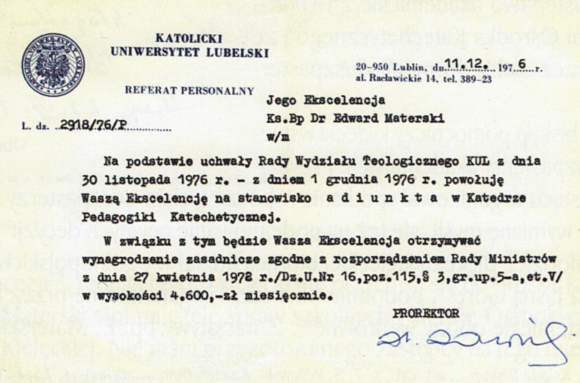 KATOLICKI
UNIWERSYTET LUBELSKI
REFERAT PERSONALNY
20-950 Lublin, dn. 11.12. 1976 r.
al. Racławickie 14, tel. 389-23
L. dz. 2918/76/P
Jego Ekscelencja
Ks.Bp Dr Edward Materski
w/m
Na podstawie uchwały Rady Wydziału Teologicznego KUL z dnia
30 listopada 1976 r. - z dniem 1 grudnia 1976 r. powołuję
Waszą Ekscelencję na stanowisko a d i u n k t a w Katedrze
Pedagogiki Katechetycznej.
W związku z tym będzie Wasza Ekscelencja otrzymywać
wynagrodzenie zasadnicze zgodne z rozporządzeniem Rady Ministrów
z dnia 27 kwietnia 1972 r./Dz.U.Nr 16,poz.115,§ 3,grup.5-a,et.V/
w wysokości 4.600,-zł miesięcznie.
PROREKTOR